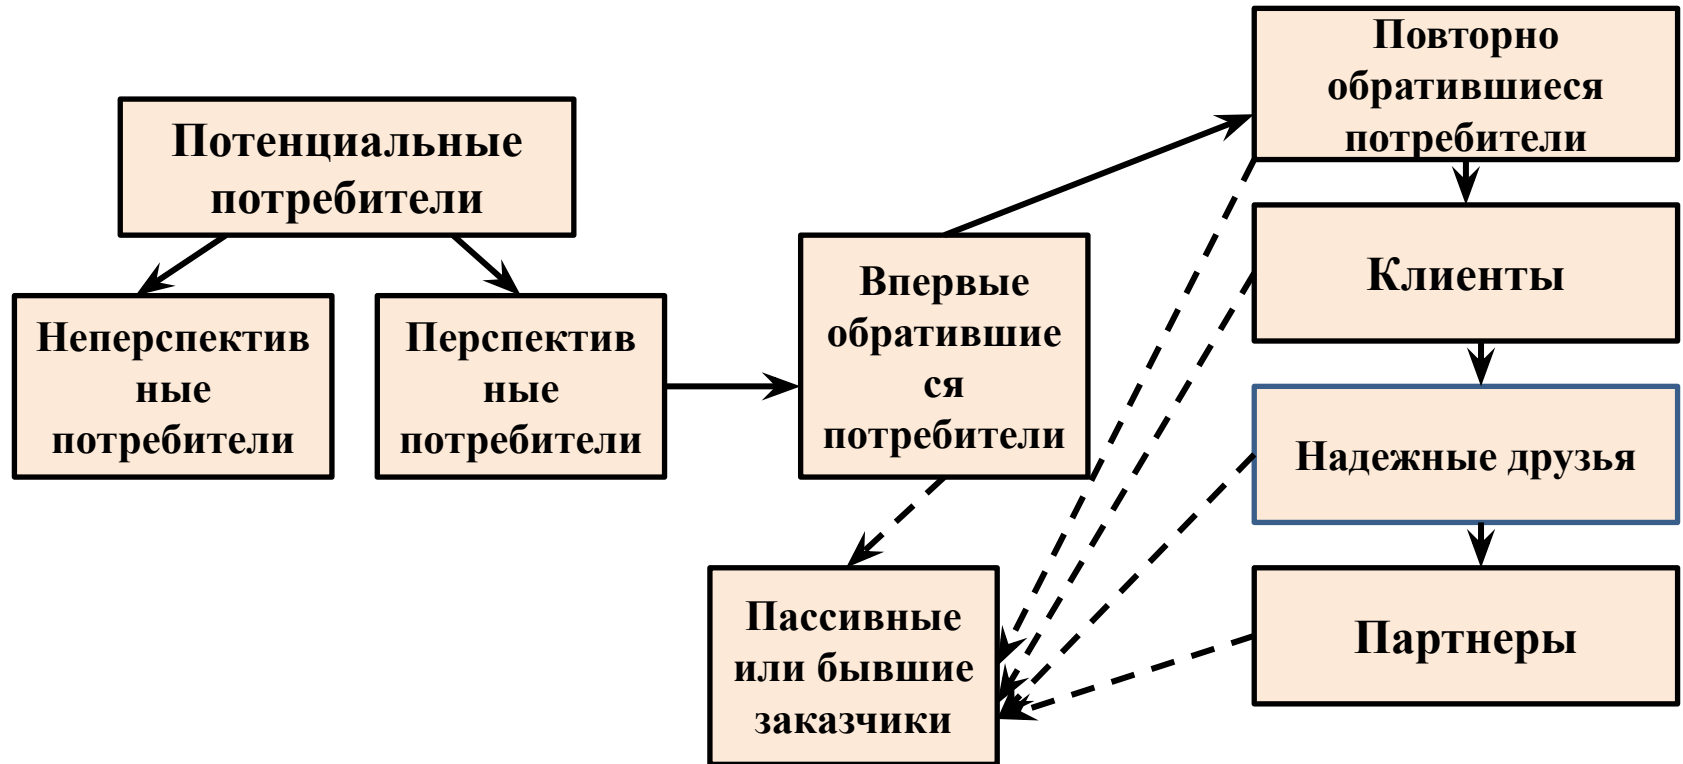 Потенциальные
потребители
Неперспектив
ные
потребители
Перспектив
ные
потребители
Впервые
обратившие
ся
потребители
Повторно
обратившиеся
потребители
Клиенты
Надежные друзья
Партнеры
Пассивные
или бывшие
заказчики